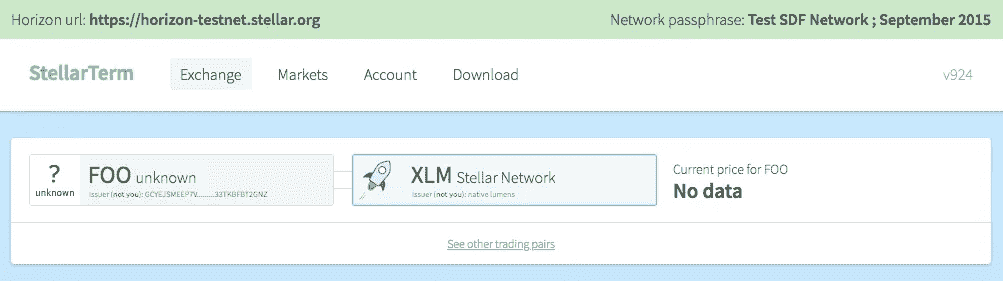 Horizon url: https://horizon-testnet.stellar.org Network passphrase: Test SDF Network ; September 2015
StellarTerm Exchange Markets Account Download v924
? unknown
FOO unknown
Issuer (not you): GCYEJSMEEP7V.........33TKBFBT2GNZ
XLM Stellar Network
Issuer (not you): native lumens
Current price for FOO
No data
See other trading pairs